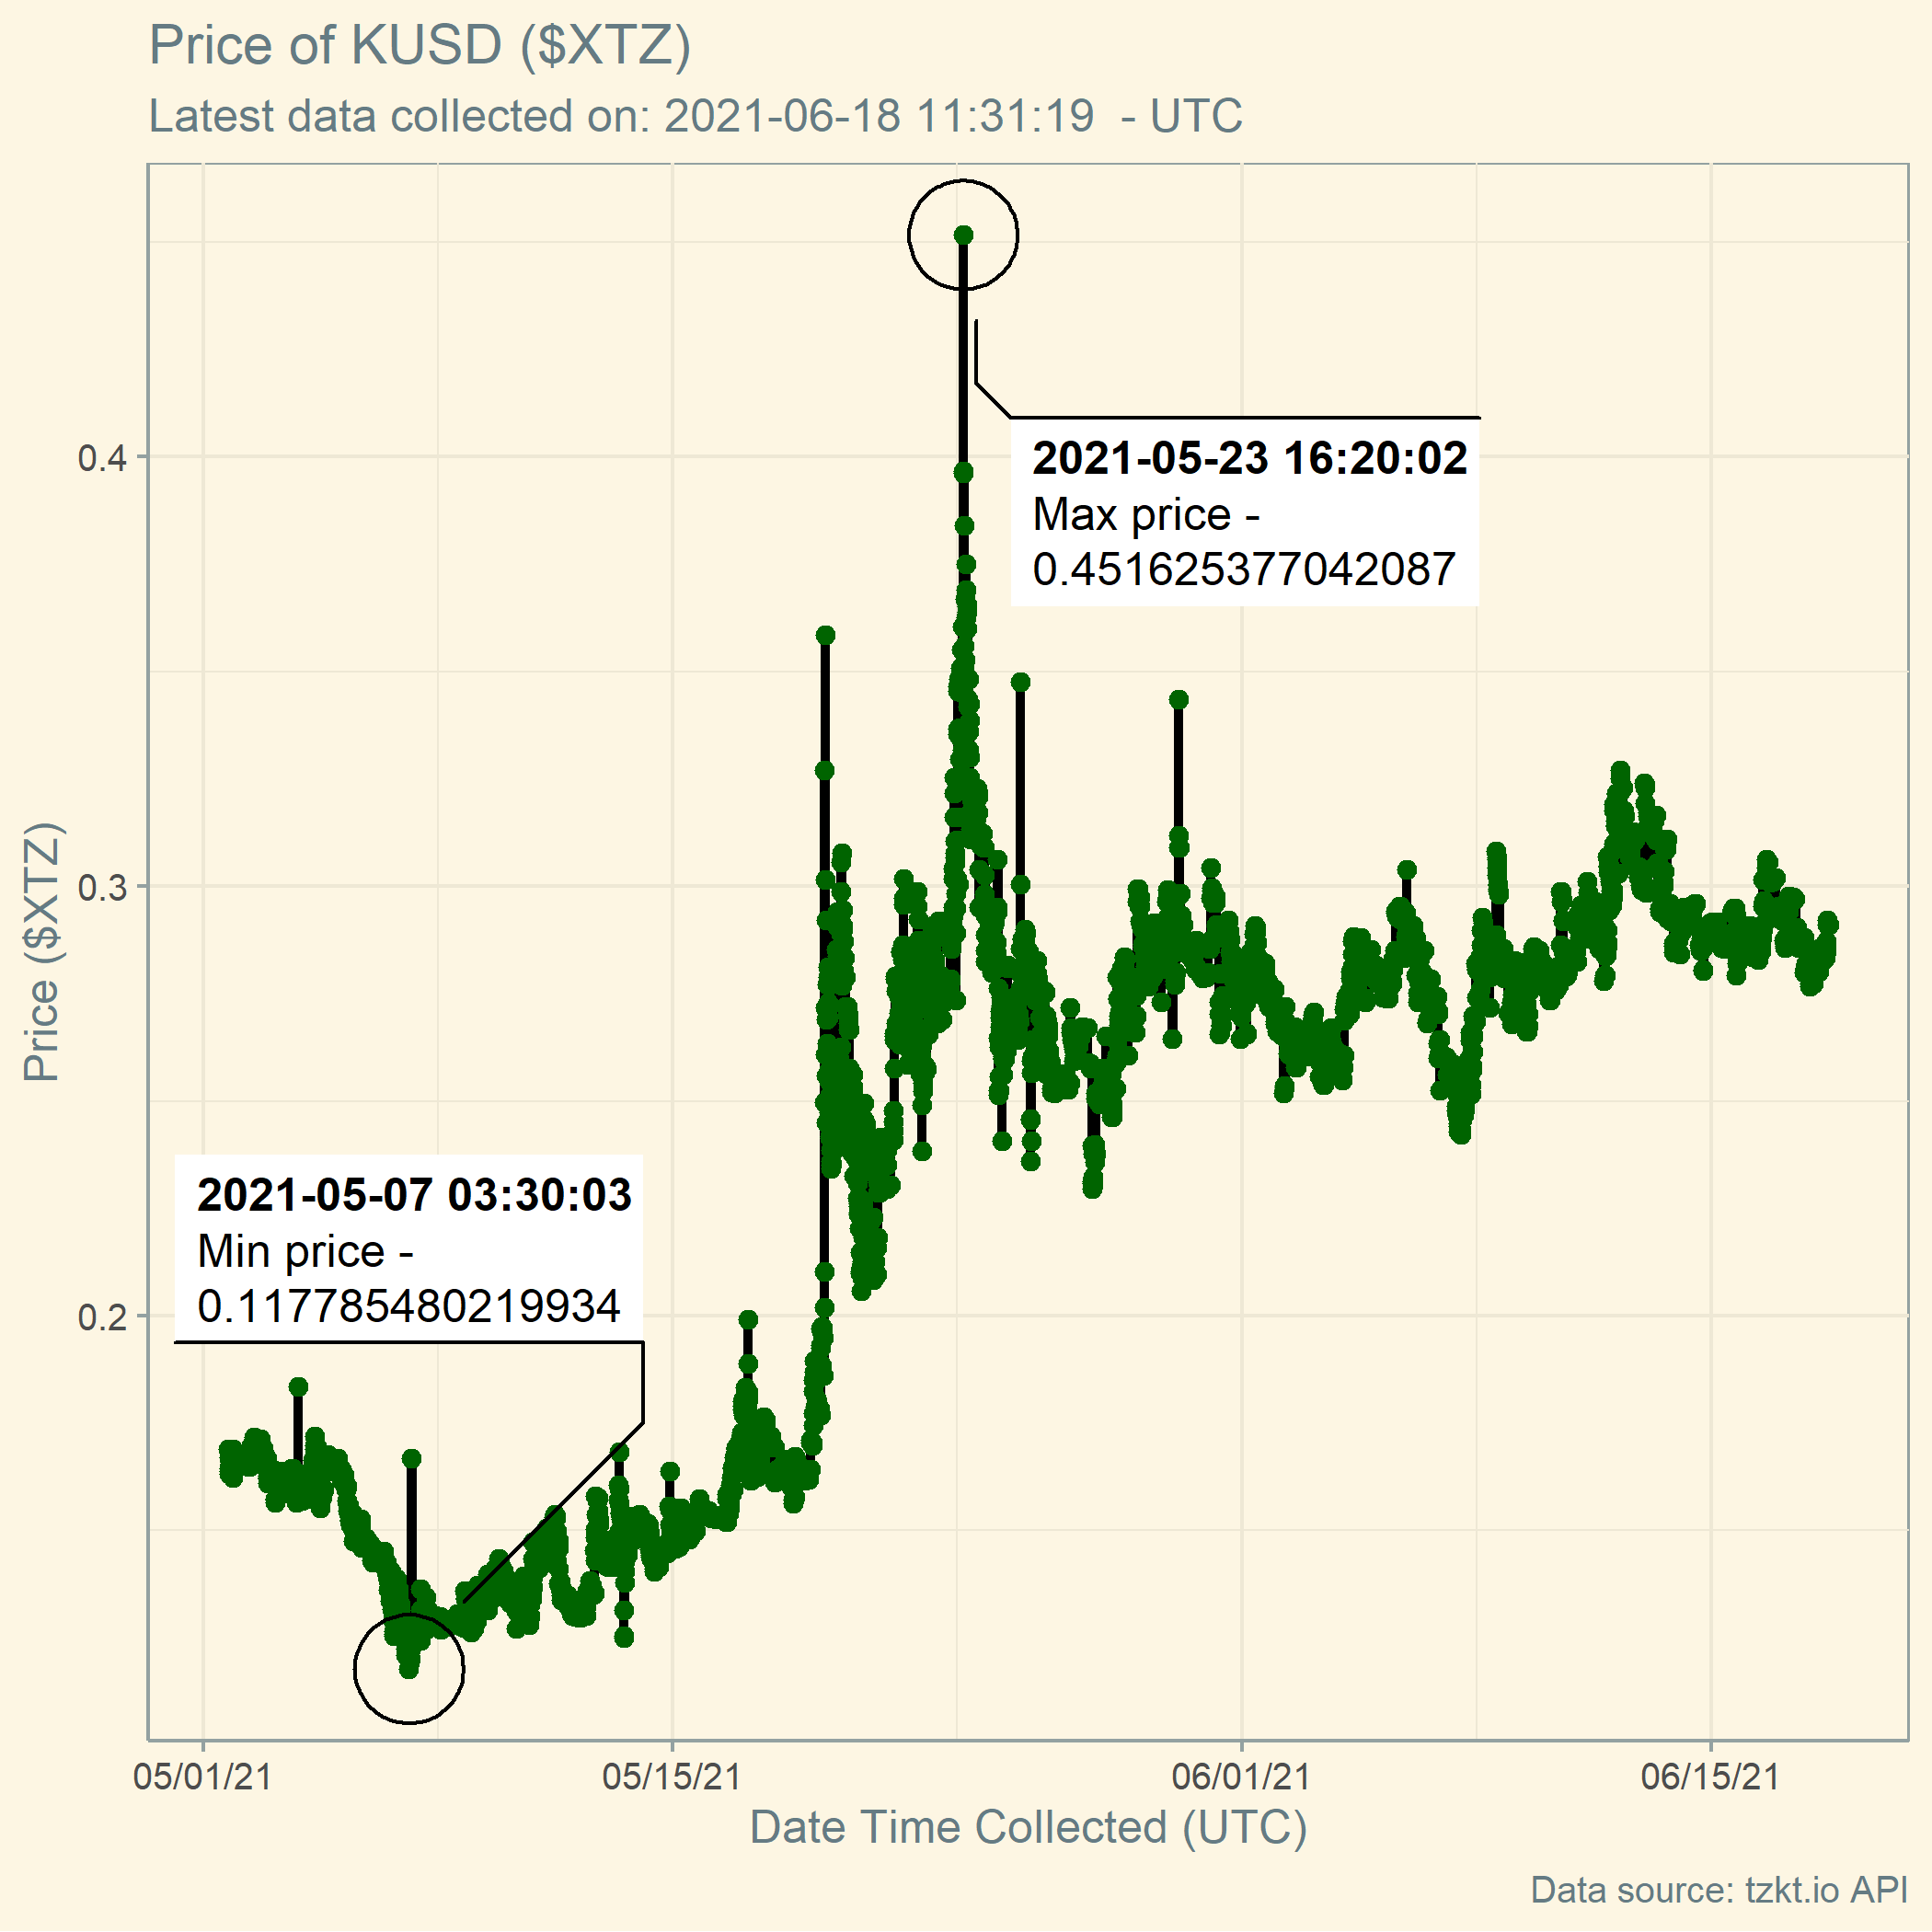 Price of KUSD ($XTZ)
Latest data collected on: 2021-06-18 11:31:19  - UTC
2021-05-23 16:20:02
Max price -
0.451625377042087
2021-05-07 03:30:03
Min price -
0.117785480219934
Price ($XTZ)
0.4
0.3
0.2
05/01/21
05/15/21
06/01/21
06/15/21
Date Time Collected (UTC)
Data source: tzkt.io API